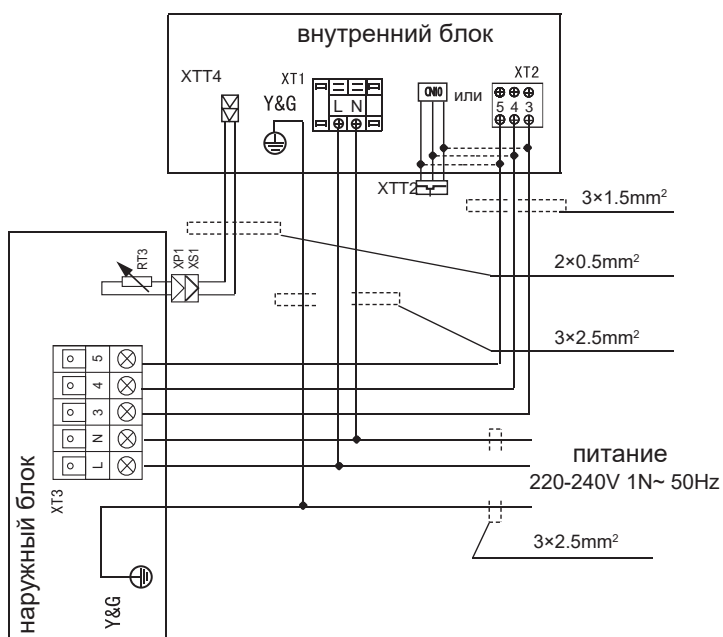 внутренний блок
XTT4
XT1
Y&G
L N
CN10
или
XT2
5 4 3
XTT2
3×1.5mm²
2×0.5mm²
3×2.5mm²
RT3
XP1
XS1
5
4
3
N
L
XT3
наружный блок
Y&G
питание
220-240V 1N~ 50Hz
3×2.5mm²